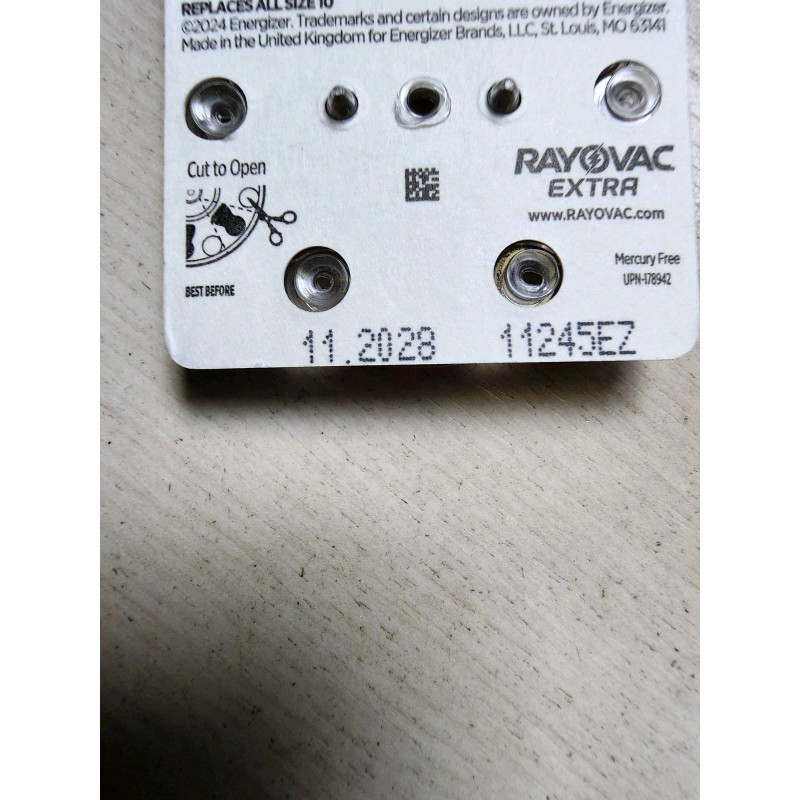 REPLACES ALL SIZE 10
©2024 Energizer. Trademarks and certain designs are owned by Energizer.
Made in the United Kingdom for Energizer Brands, LLC, St. Louis, MO 63141
Cut to Open
RAYOVAC
EXTRA
www.RAYOVAC.com
Mercury Free
UPN-178942
BEST BEFORE
11.2028 11245EZ